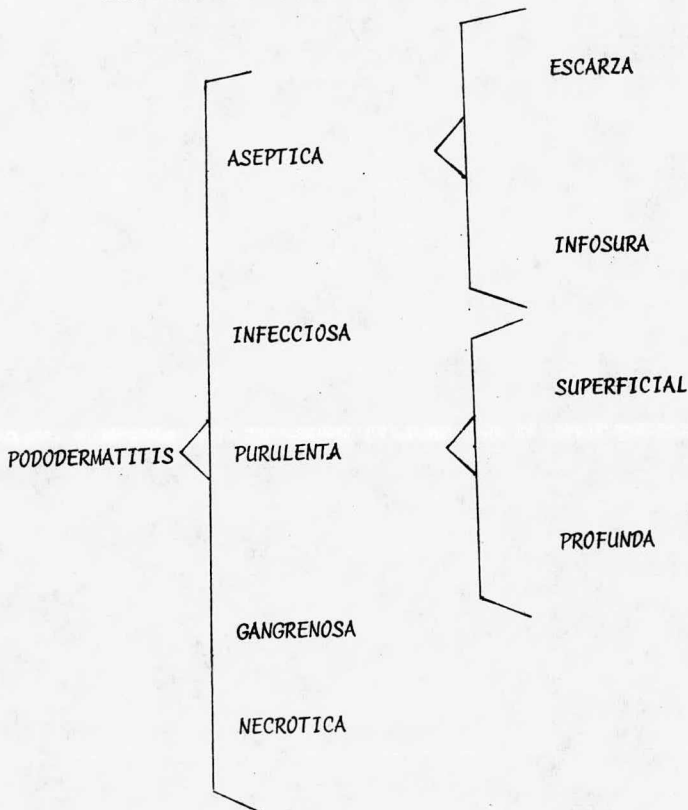 ESCARZA
ASEPTICA
INFOSURA
INFECCIOSA
SUPERFICIAL
PODODERMATITIS
PURULENTA
PROFUNDA
GANGRENOSA
NECROTICA